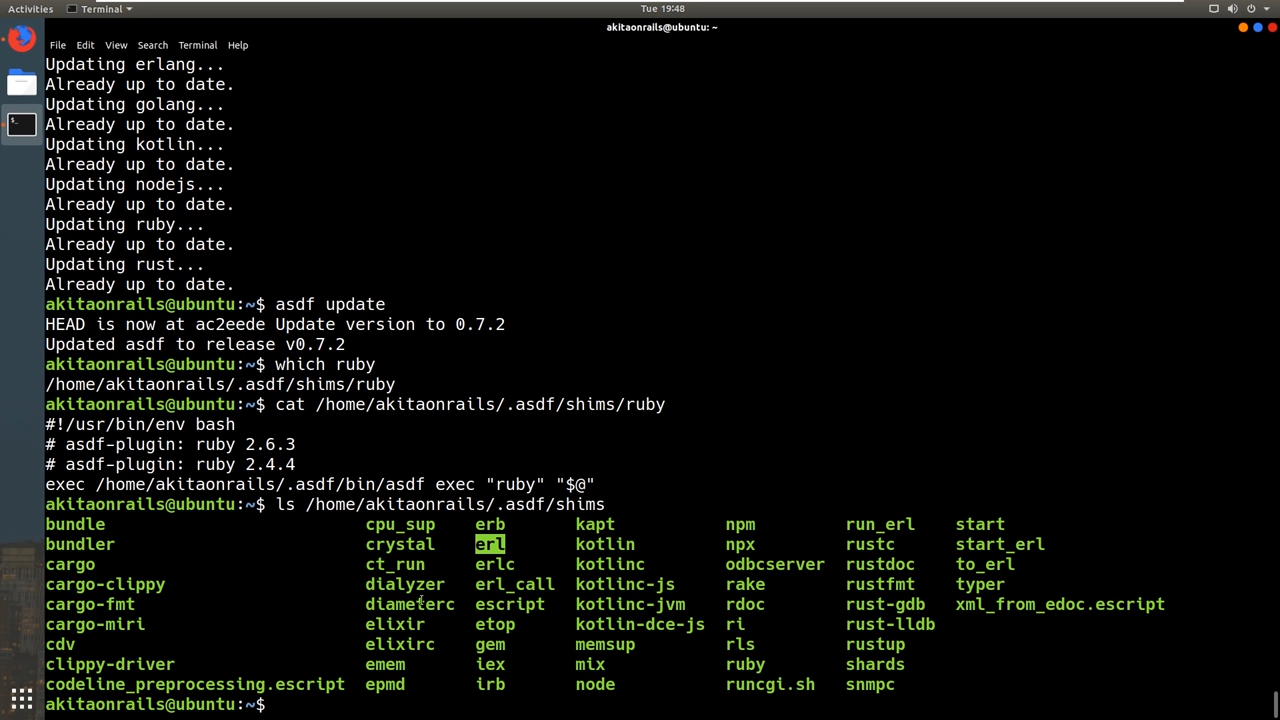 Activities Terminal Tue 19:48
akitaonrails@ubuntu: ~
File Edit View Search Terminal Help
Updating erlang...
Already up to date.
Updating golang...
Already up to date.
Updating kotlin...
Already up to date.
Updating nodejs...
Already up to date.
Updating ruby...
Already up to date.
Updating rust...
Already up to date.
akitaonrails@ubuntu:~$ asdf update
HEAD is now at ac2eede Update version to 0.7.2
Updated asdf to release v0.7.2
akitaonrails@ubuntu:~$ which ruby
/home/akitaonrails/.asdf/shims/ruby
akitaonrails@ubuntu:~$ cat /home/akitaonrails/.asdf/shims/ruby
#!/usr/bin/env bash
# asdf-plugin: ruby 2.6.3
# asdf-plugin: ruby 2.4.4
exec /home/akitaonrails/.asdf/bin/asdf exec "ruby" "$@"
akitaonrails@ubuntu:~$ ls /home/akitaonrails/.asdf/shims
bundle cpu_sup erb kapt npm run_erl start
bundler crystal erl kotlin npx rustc start_erl
cargo ct_run erlc kotlinc odbcserver rustdoc to_erl
cargo-clippy dialyzer erl_call kotlinc-js rake rustfmt typer
cargo-fmt diameterc escript kotlinc-jvm rdoc rust-gdb xml_from_edoc.escript
cargo-miri elixir etop kotlin-dce-js ri rust-lldb
cdv elixirc gem memsup rls rustup
clippy-driver emem iex mix ruby shards
codeline_preprocessing.escript epmd irb node runcgi.sh snmpc
akitaonrails@ubuntu:~$